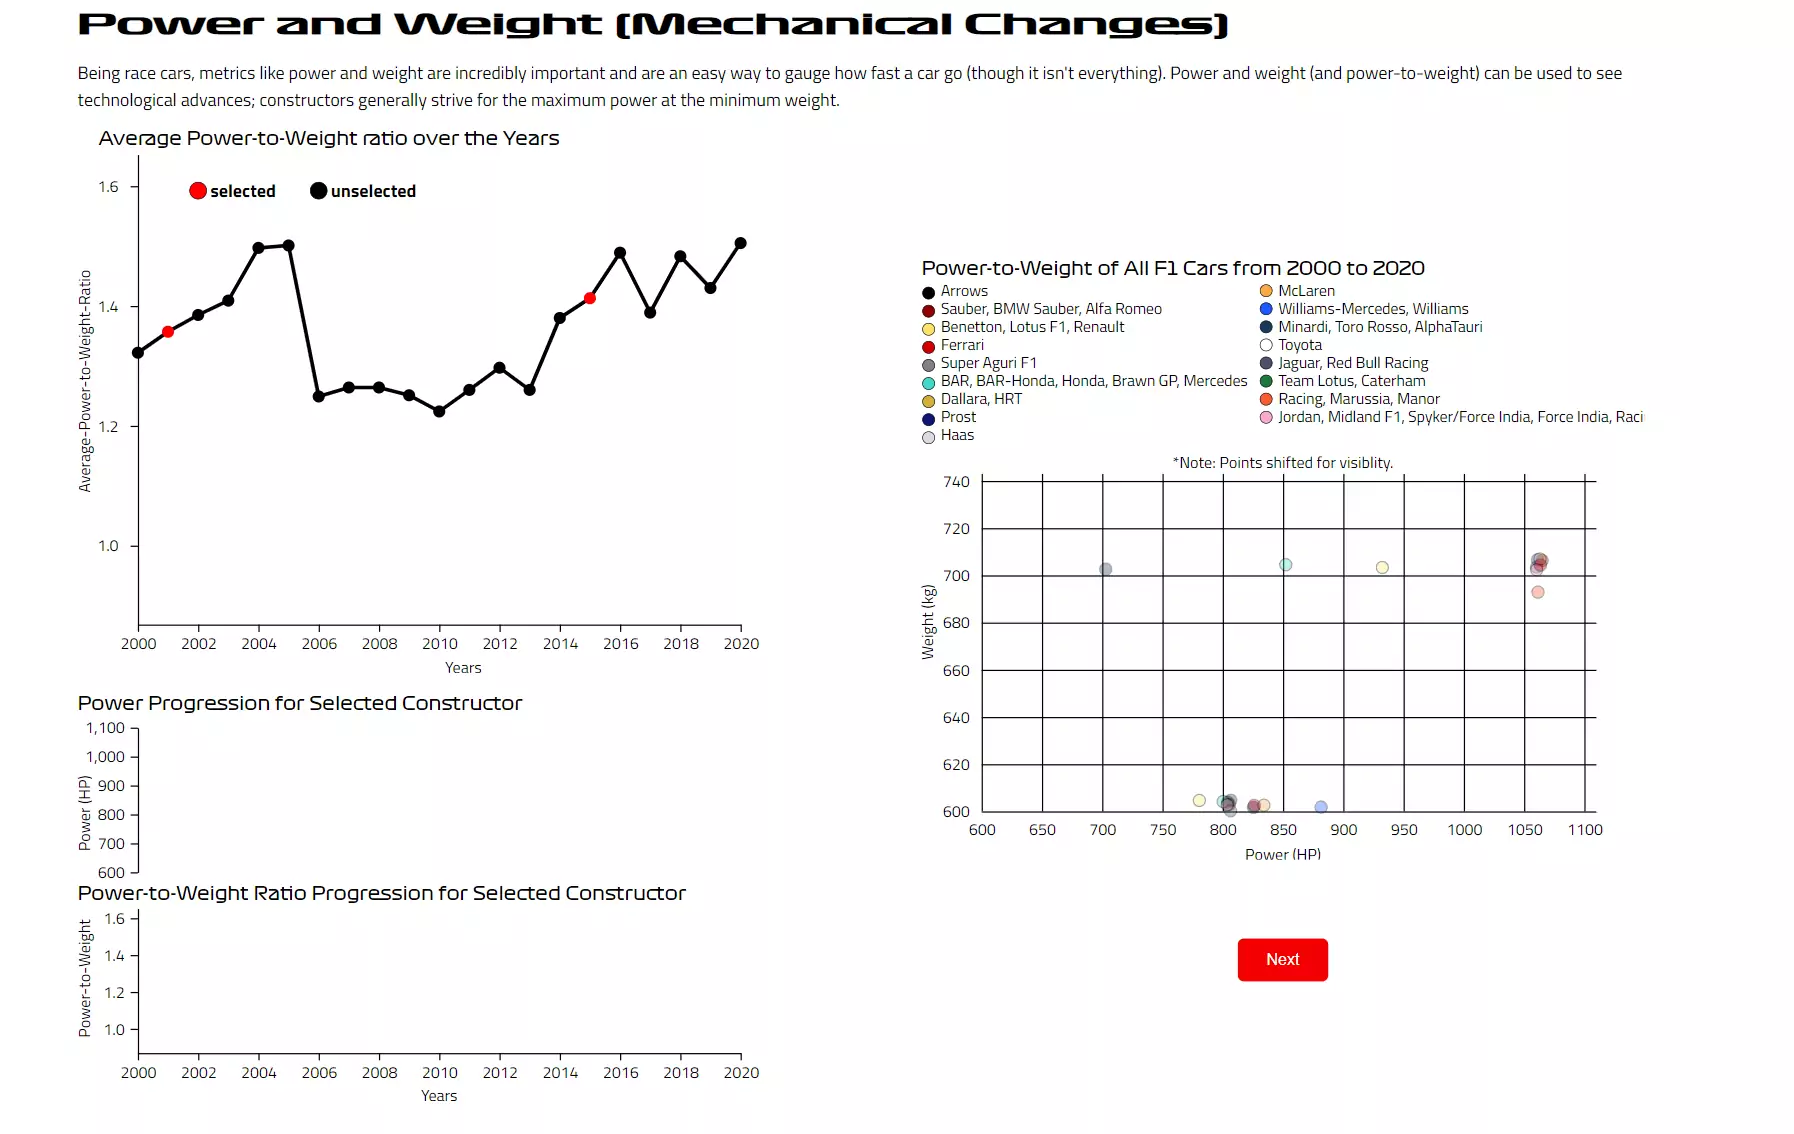 Power and Weight (Mechanical Changes)
Being race cars, metrics like power and weight are incredibly important and are an easy way to gauge how fast a car go (though it isn't everything). Power and weight (and power-to-weight) can be used to see
technological advances; constructors generally strive for the maximum power at the minimum weight.
Average Power-to-Weight ratio over the Years
selected unselected
1.6
1.4
1.2
1.0
Average-Power-to-Weight-Ratio
2000 2002 2004 2006 2008 2010 2012 2014 2016 2018 2020
Years
Power Progression for Selected Constructor
1,100
1,000
900
800
700
600
Power (HP)
Power-to-Weight Ratio Progression for Selected Constructor
1.6
1.4
1.2
1.0
Power-to-Weight
2000 2002 2004 2006 2008 2010 2012 2014 2016 2018 2020
Years
Power-to-Weight of All F1 Cars from 2000 to 2020
Arrows
Sauber, BMW Sauber, Alfa Romeo
Benetton, Lotus F1, Renault
Ferrari
Super Aguri F1
BAR, BAR-Honda, Honda, Brawn GP, Mercedes
Dallara, HRT
Prost
Haas
McLaren
Williams-Mercedes, Williams
Minardi, Toro Rosso, AlphaTauri
Toyota
Jaguar, Red Bull Racing
Team Lotus, Caterham
Racing, Marussia, Manor
Jordan, Midland F1, Spyker/Force India, Force India, Raci
*Note: Points shifted for visiblity.
740
720
700
680
660
640
620
600
Weight (kg)
600 650 700 750 800 850 900 950 1000 1050 1100
Power (HP)
Next